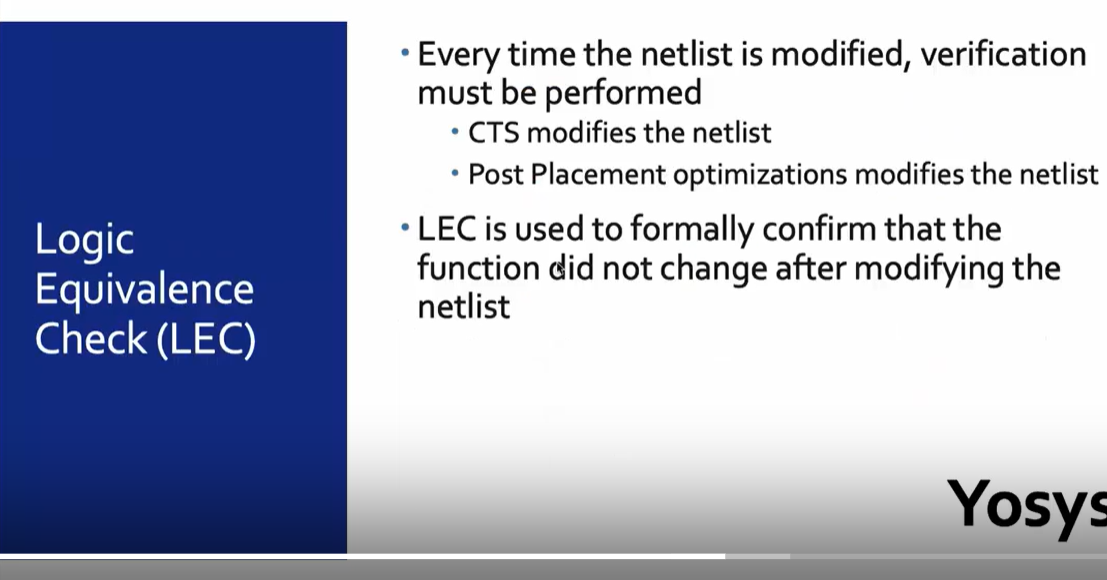 Logic
Equivalence
Check (LEC)
• Every time the netlist is modified, verification
must be performed
• CTS modifies the netlist
• Post Placement optimizations modifies the netlist
• LEC is used to formally confirm that the
function did not change after modifying the
netlist
Yosys